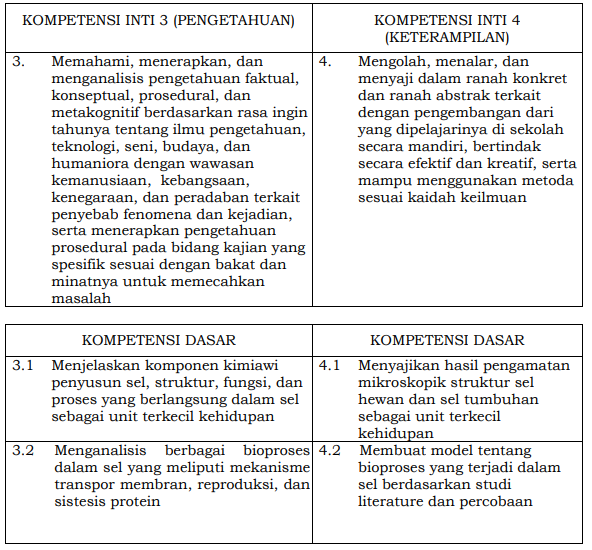 KOMPETENSI INTI 3 (PENGETAHUAN)
KOMPETENSI INTI 4
(KETERAMPILAN)
3. Memahami, menerapkan, dan
menganalisis pengetahuan faktual,
konseptual, prosedural, dan
metakognitif berdasarkan rasa ingin
tahunya tentang ilmu pengetahuan,
teknologi, seni, budaya, dan
humaniora dengan wawasan
kemanusiaan, kebangsaan,
kenegaraan, dan peradaban terkait
penyebab fenomena dan kejadian,
serta menerapkan pengetahuan
prosedural pada bidang kajian yang
spesifik sesuai dengan bakat dan
minatnya untuk memecahkan
masalah
4. Mengolah, menalar, dan
menyaji dalam ranah konkret
dan ranah abstrak terkait
dengan pengembangan dari
yang dipelajarinya di sekolah
secara mandiri, bertindak
secara efektif dan kreatif, serta
mampu menggunakan metoda
sesuai kaidah keilmuan
KOMPETENSI DASAR
KOMPETENSI DASAR
3.1 Menjelaskan komponen kimiawi
penyusun sel, struktur, fungsi, dan
proses yang berlangsung dalam sel
sebagai unit terkecil kehidupan
4.1 Menyajikan hasil pengamatan
mikroskopik struktur sel
hewan dan sel tumbuhan
sebagai unit terkecil
kehidupan
3.2 Menganalisis berbagai bioproses
dalam sel yang meliputi mekanisme
transpor membran, reproduksi, dan
sistesis protein
4.2 Membuat model tentang
bioproses yang terjadi dalam
sel berdasarkan studi
literature dan percobaan